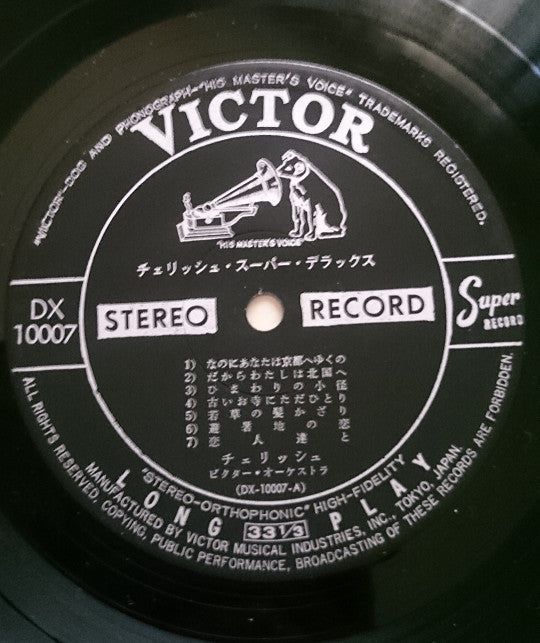 "VICTOR—DOG AND PHONOGRAPH—"HIS MASTER'S VOICE" TRADEMARKS REGISTERED.
VICTOR
"HIS MASTER'S VOICE"
チェリッシュ・スーパー・デラックス
DX
10007
STEREO RECORD
Super
RECORD
1) なのにあなたは京都へゆくの
2) だからわたしは北国へ
3) ひまわりの小径
4) 古いお寺にただひとり
5) 若草の髪かざり
6) 避暑地の恋
7) 恋人達と
チェリッシュ
ビクター・オーケストラ
(DX-10007-A)
"STEREO-ORTHOPHONIC" HIGH-FIDELITY
LONG 33 1/3 PLAY
MANUFACTURED BY VICTOR MUSICAL INDUSTRIES, INC., TOKYO, JAPAN.
ALL RIGHTS RESERVED, COPYING, PUBLIC PERFORMANCE, BROADCASTING OF THESE RECORDS ARE FORBIDDEN.